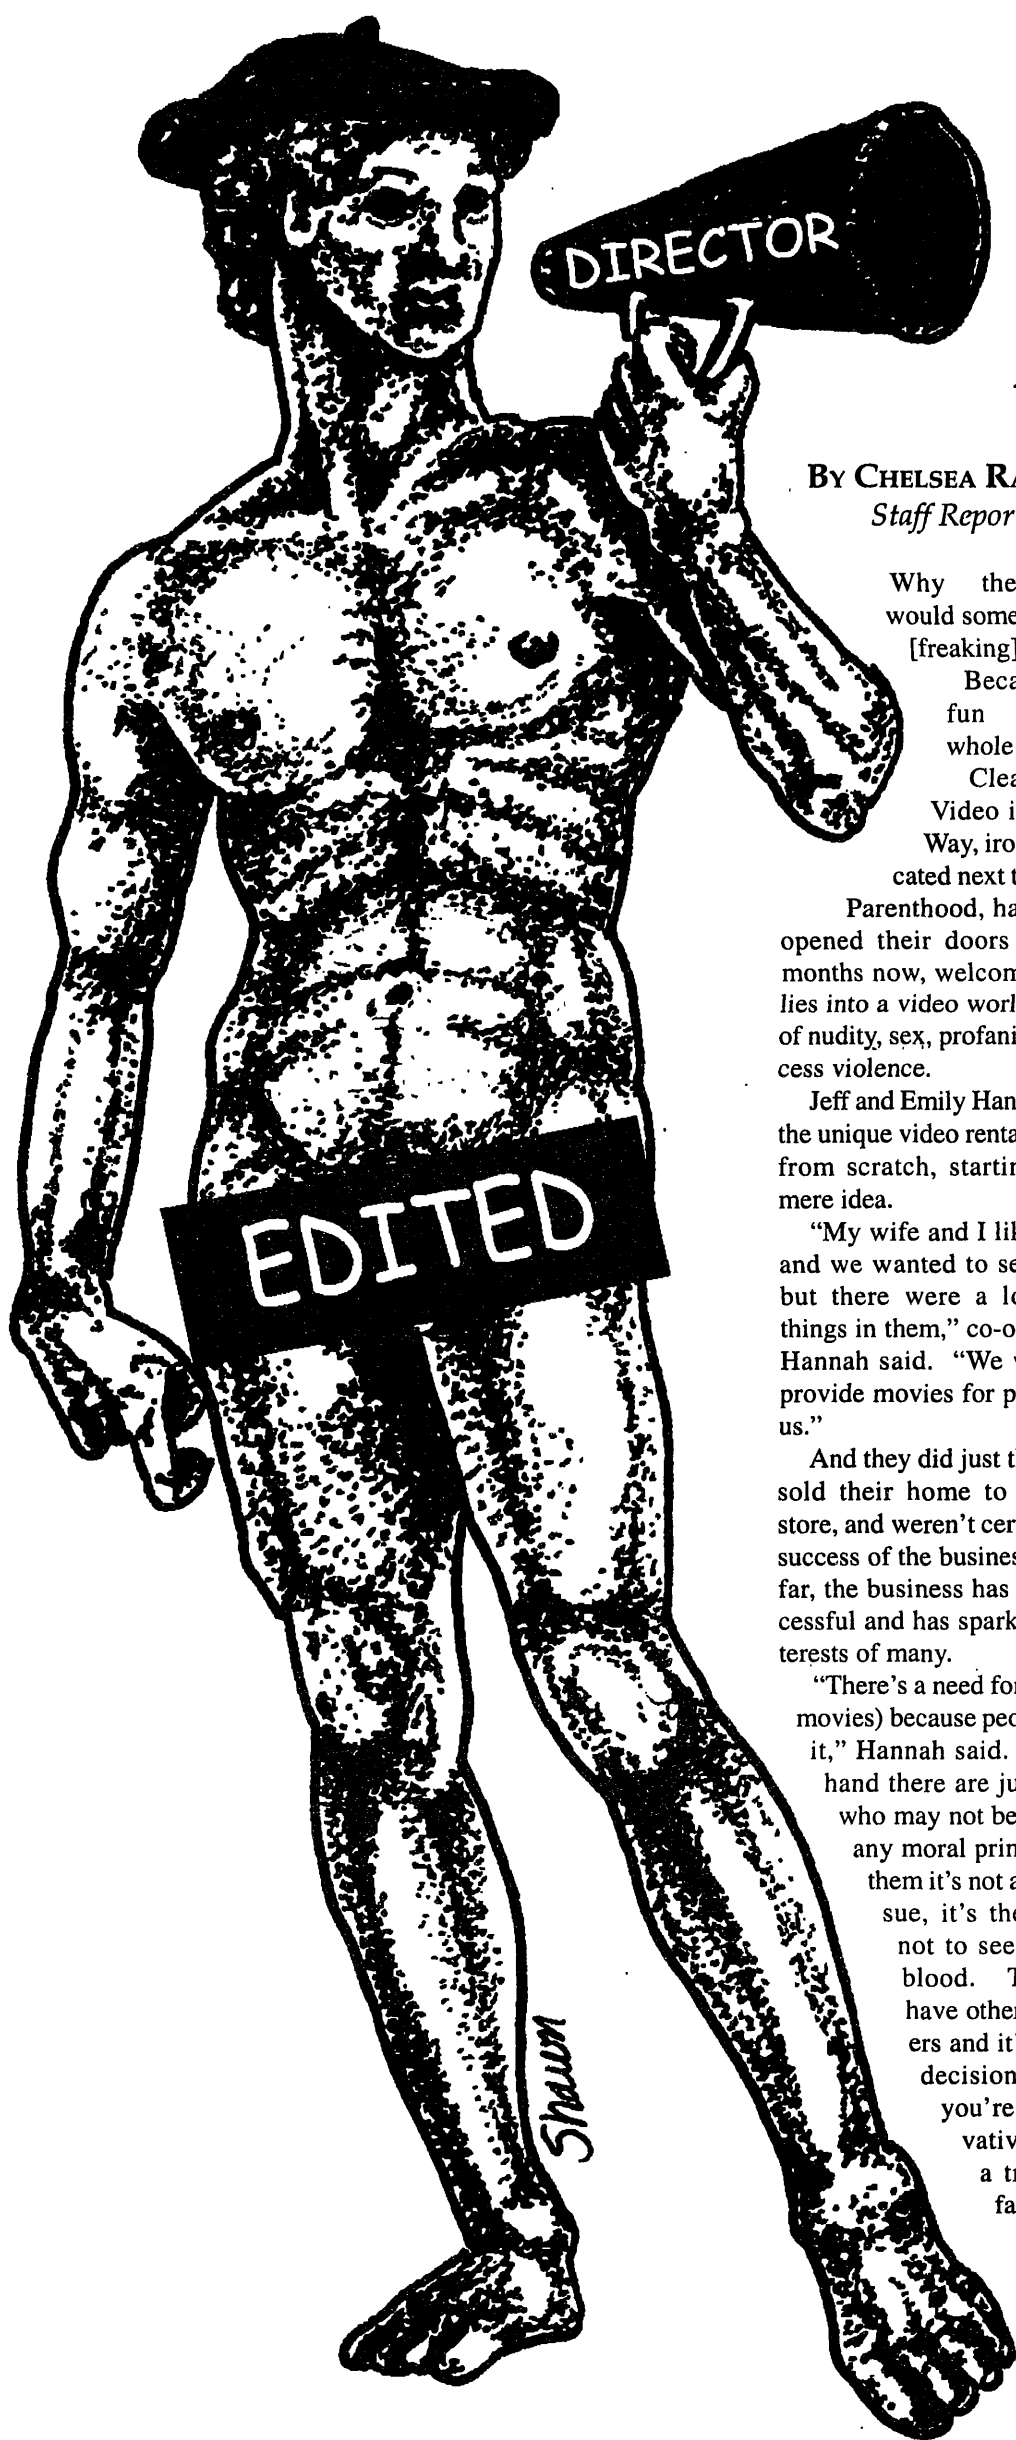 DIRECTOR
BY CHELSEA RA
Staff Repor
Why the
would some
[freaking]
Beca
fun
whole
Clea
Video i
Way, iro
cated next t
Parenthood, ha
opened their doors
months now, welcom
lies into a video worl
of nudity, sex, profani
cess violence.
Jeff and Emily Han
the unique video renta
from scratch, startin
mere idea.
“My wife and I lik
and we wanted to se
but there were a lo
things in them,” co-o
Hannah said. “We w
provide movies for p
us.”
And they did just th
sold their home to
store, and weren’t cer
success of the busines
far, the business has
cessful and has spark
terests of many.
“There’s a need for
movies) because peo
it,” Hannah said.
hand there are ju
who may not be
any moral prin
them it’s not a
sue, it’s the
not to see
blood. T
have other
ers and it’
decision
you’re
vativ
a tr
fa
EDITED
Shawn